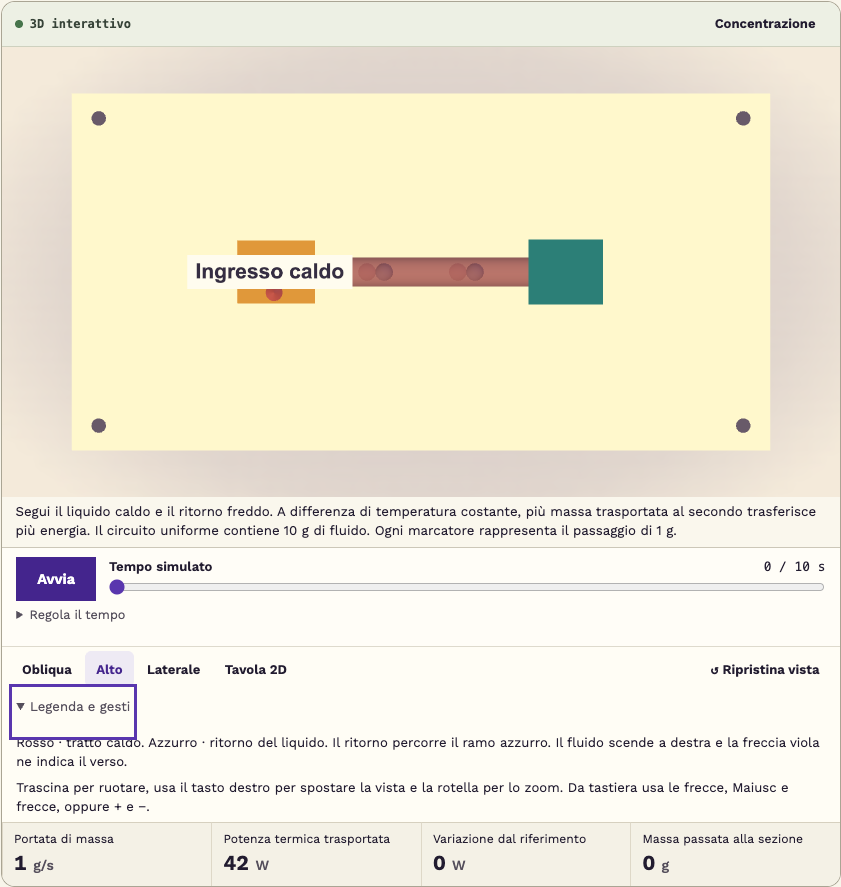 3D interattivo
Concentrazione
Ingresso caldo
Segui il liquido caldo e il ritorno freddo. A differenza di temperatura costante, più massa trasportata al secondo trasferisce
più energia. Il circuito uniforme contiene 10 g di fluido. Ogni marcatore rappresenta il passaggio di 1 g.
Avvia
Tempo simulato
0 / 10 s
▶ Regola il tempo
Obliqua
Alto
Laterale
Tavola 2D
↺ Ripristina vista
▼ Legenda e gesti
Rosso · tratto caldo. Azzurro · ritorno del liquido. Il ritorno percorre il ramo azzurro. Il fluido scende a destra e la freccia viola
ne indica il verso.
Trascina per ruotare, usa il tasto destro per spostare la vista e la rotella per lo zoom. Da tastiera usa le frecce, Maiusc e
frecce, oppure + e −.
Portata di massa
1 g/s
Potenza termica trasportata
42 W
Variazione dal riferimento
0 W
Massa passata alla sezione
0 g